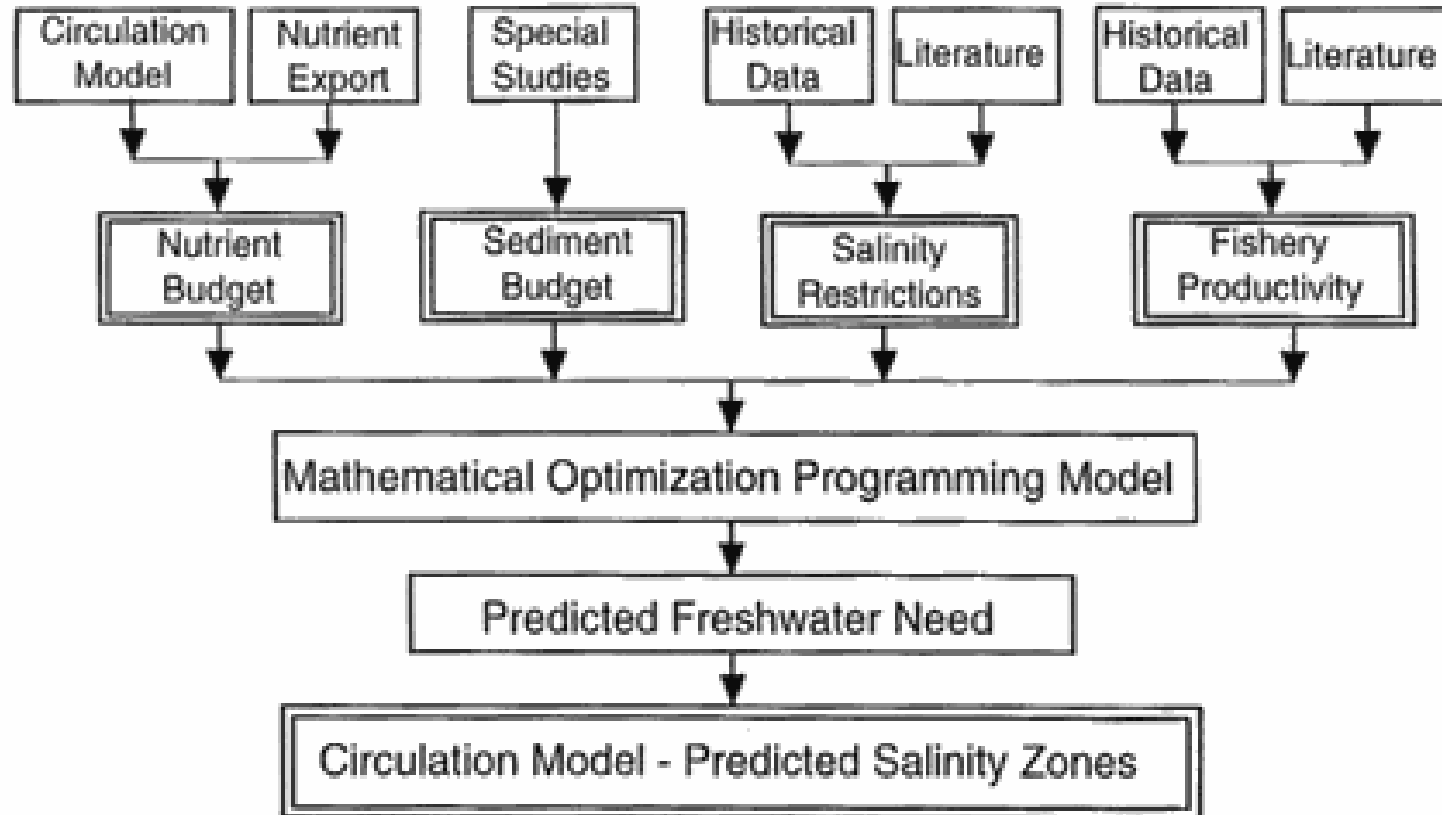 Circulation
Model
Nutrient
Export
Special
Studies
Historical
Data
Literature
Historical
Data
Literature
Nutrient
Budget
Sediment
Budget
Salinity
Restrictions
Fishery
Productivity
Mathematical Optimization Programming Model
Predicted Freshwater Need
Circulation Model - Predicted Salinity Zones